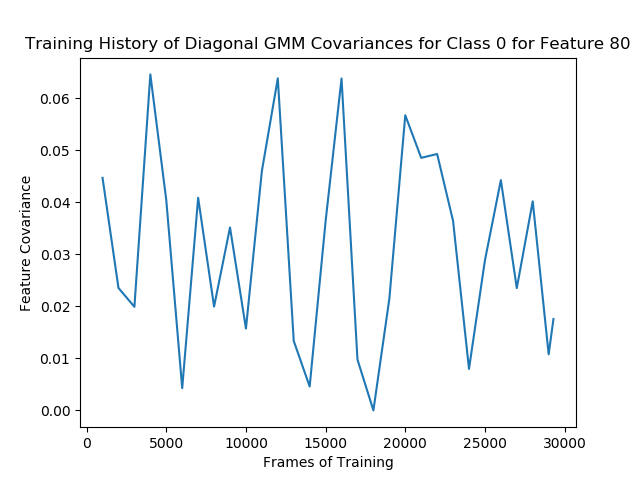 Training History of Diagonal GMM Covariances for Class 0 for Feature 80
Feature Covariance
0.06
0.05
0.04
0.03
0.02
0.01
0.00
0 5000 10000 15000 20000 25000 30000
Frames of Training